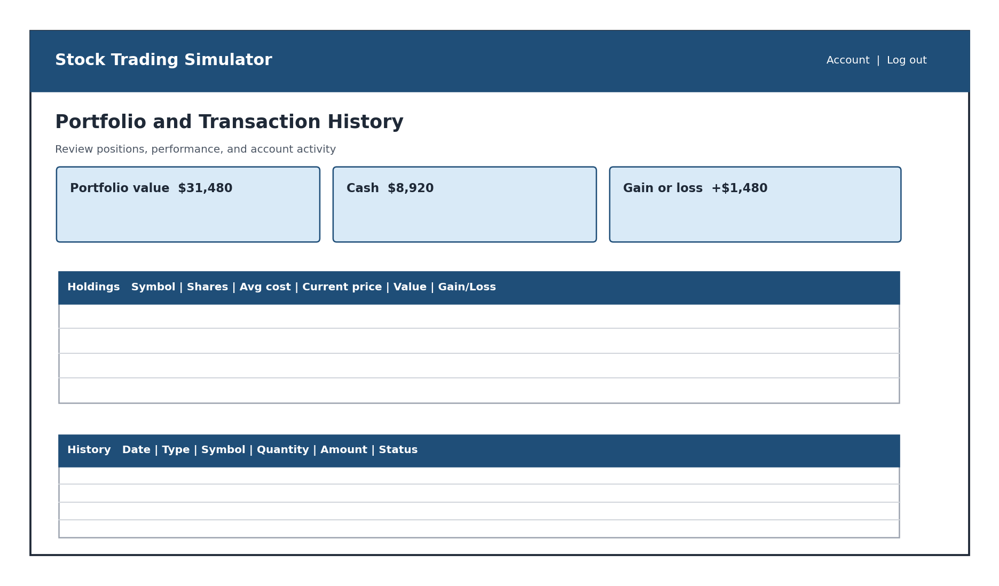 Stock Trading Simulator
Account | Log out
Portfolio and Transaction History
Review positions, performance, and account activity
Portfolio value $31,480
Cash $8,920
Gain or loss +$1,480
Holdings Symbol | Shares | Avg cost | Current price | Value | Gain/Loss
History Date | Type | Symbol | Quantity | Amount | Status